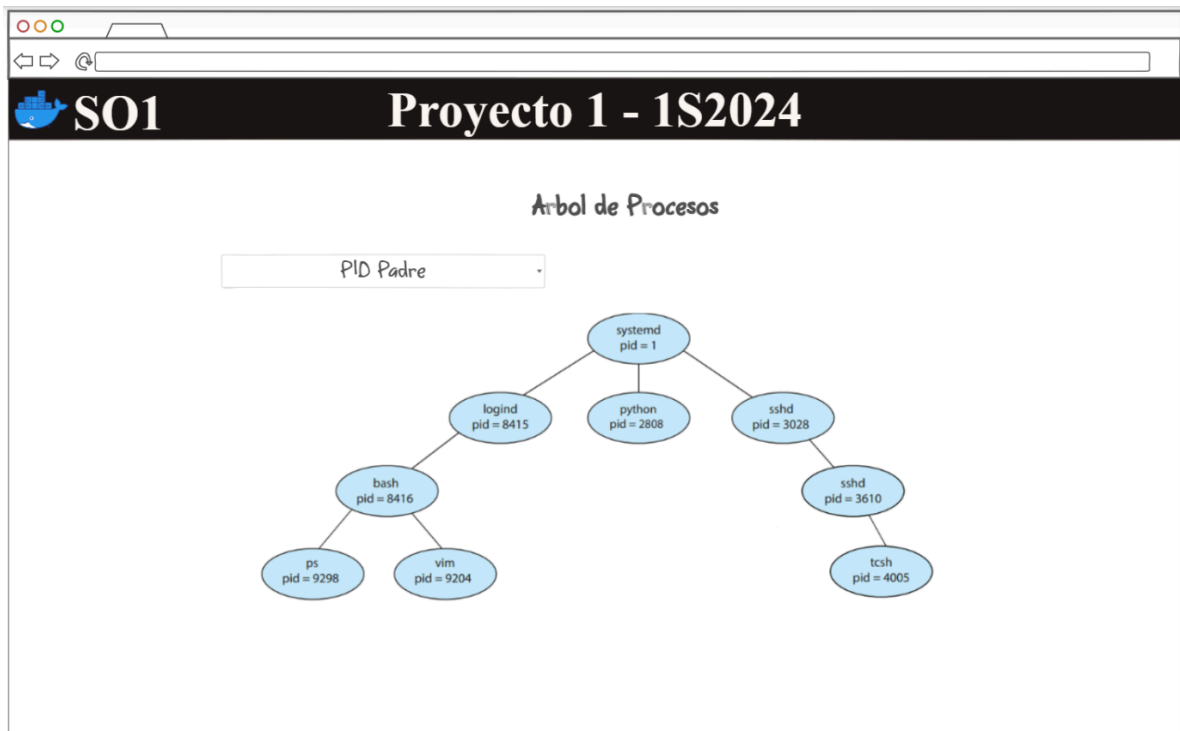 SO1
Proyecto 1 - 1S2024
Arbol de Procesos
PID Padre
systemd
pid = 1
logind
pid = 8415
python
pid = 2808
sshd
pid = 3028
bash
pid = 8416
sshd
pid = 3610
ps
pid = 9298
vim
pid = 9204
tcsh
pid = 4005